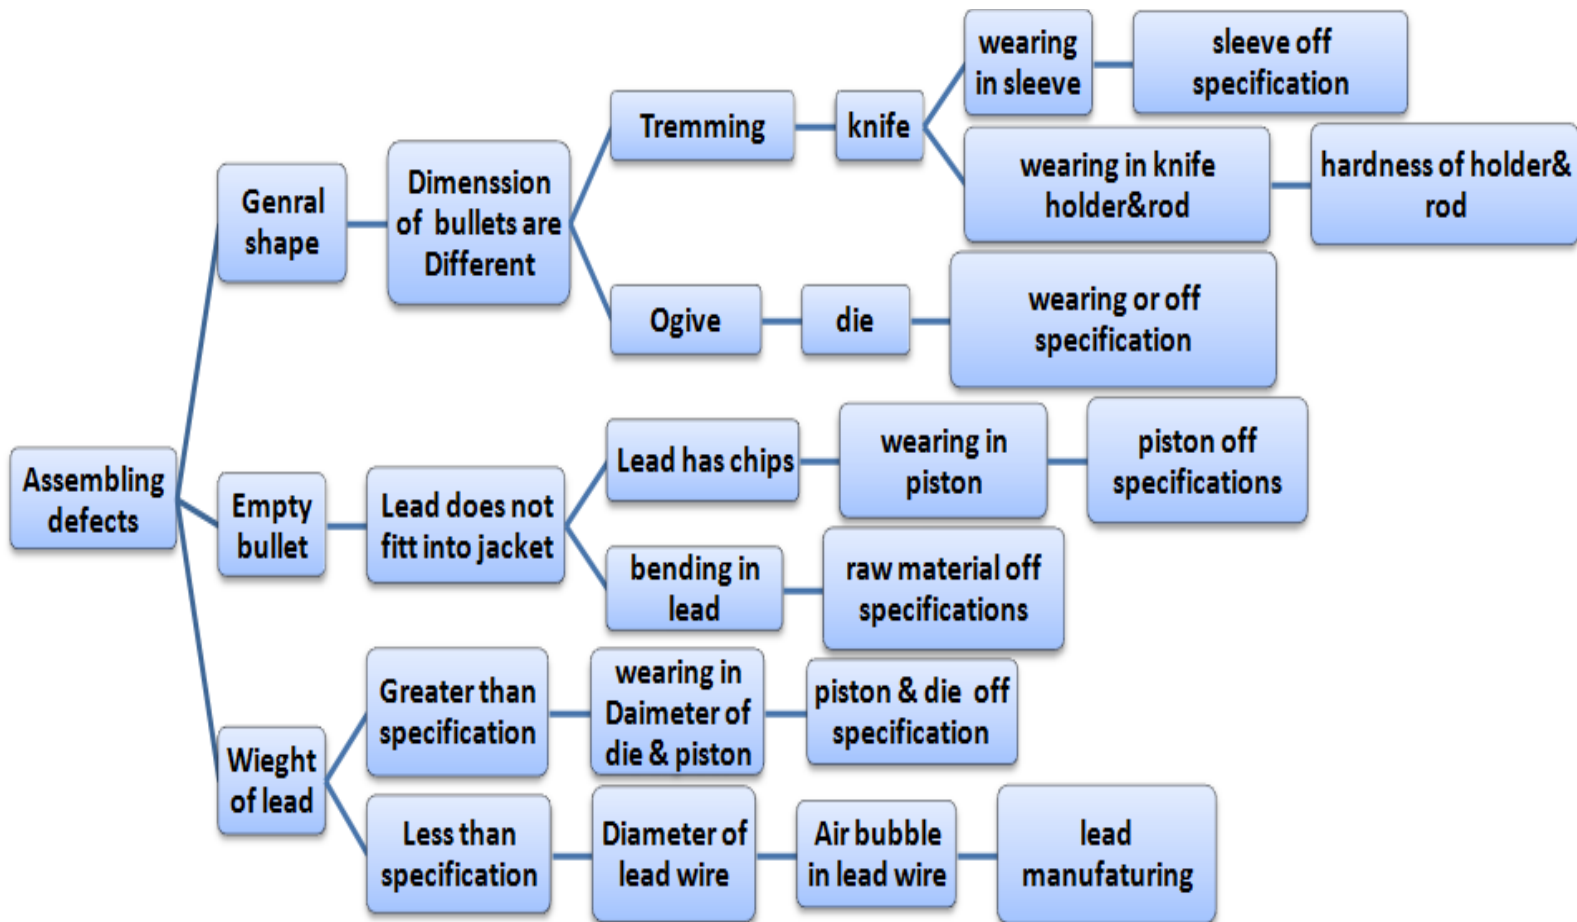 Assembling
defects
Genral
shape
Dimenssion
of bullets are
Different
Tremming
knife
wearing
in sleeve
sleeve off
specification
wearing in knife
holder&rod
hardness of holder&
rod
Ogive
die
wearing or off
specification
Empty
bullet
Lead does not
fitt into jacket
Lead has chips
wearing in
piston
piston off
specifications
bending in
lead
raw material off
specifications
Wieght
of lead
Greater than
specification
wearing in
Daimeter of
die & piston
piston & die off
specification
Less than
specification
Diameter of
lead wire
Air bubble
in lead wire
lead
manufaturing